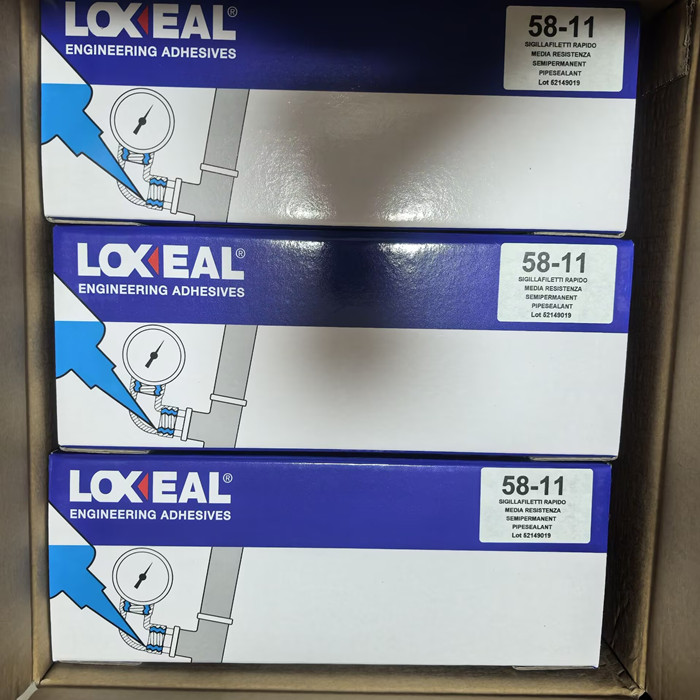 LOXEAL®
ENGINEERING ADHESIVES
58-11
SIGILLAFILETTI RAPIDO
MEDIA RESISTENZA
SEMIPERMANENT
PIPESEALANT
Lot 52149019
LOXEAL®
ENGINEERING ADHESIVES
58-11
SIGILLAFILETTI RAPIDO
MEDIA RESISTENZA
SEMIPERMANENT
PIPESEALANT
Lot 52149019
LOXEAL®
ENGINEERING ADHESIVES
58-11
SIGILLAFILETTI RAPIDO
MEDIA RESISTENZA
SEMIPERMANENT
PIPESEALANT
Lot 52149019